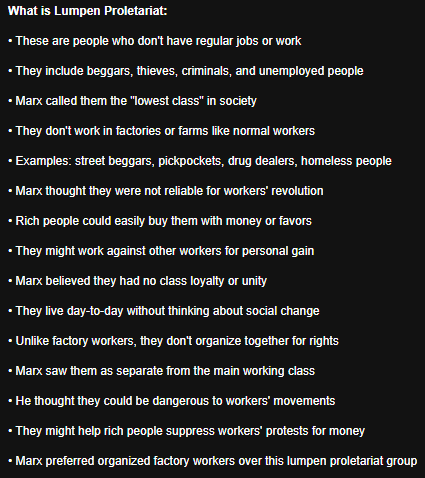 What is Lumpen Proletariat:
• These are people who don't have regular jobs or work
• They include beggars, thieves, criminals, and unemployed people
• Marx called them the "lowest class" in society
• They don't work in factories or farms like normal workers
• Examples: street beggars, pickpockets, drug dealers, homeless people
• Marx thought they were not reliable for workers' revolution
• Rich people could easily buy them with money or favors
• They might work against other workers for personal gain
• Marx believed they had no class loyalty or unity
• They live day-to-day without thinking about social change
• Unlike factory workers, they don't organize together for rights
• Marx saw them as separate from the main working class
• He thought they could be dangerous to workers' movements
• They might help rich people suppress workers' protests for money
• Marx preferred organized factory workers over this lumpen proletariat group